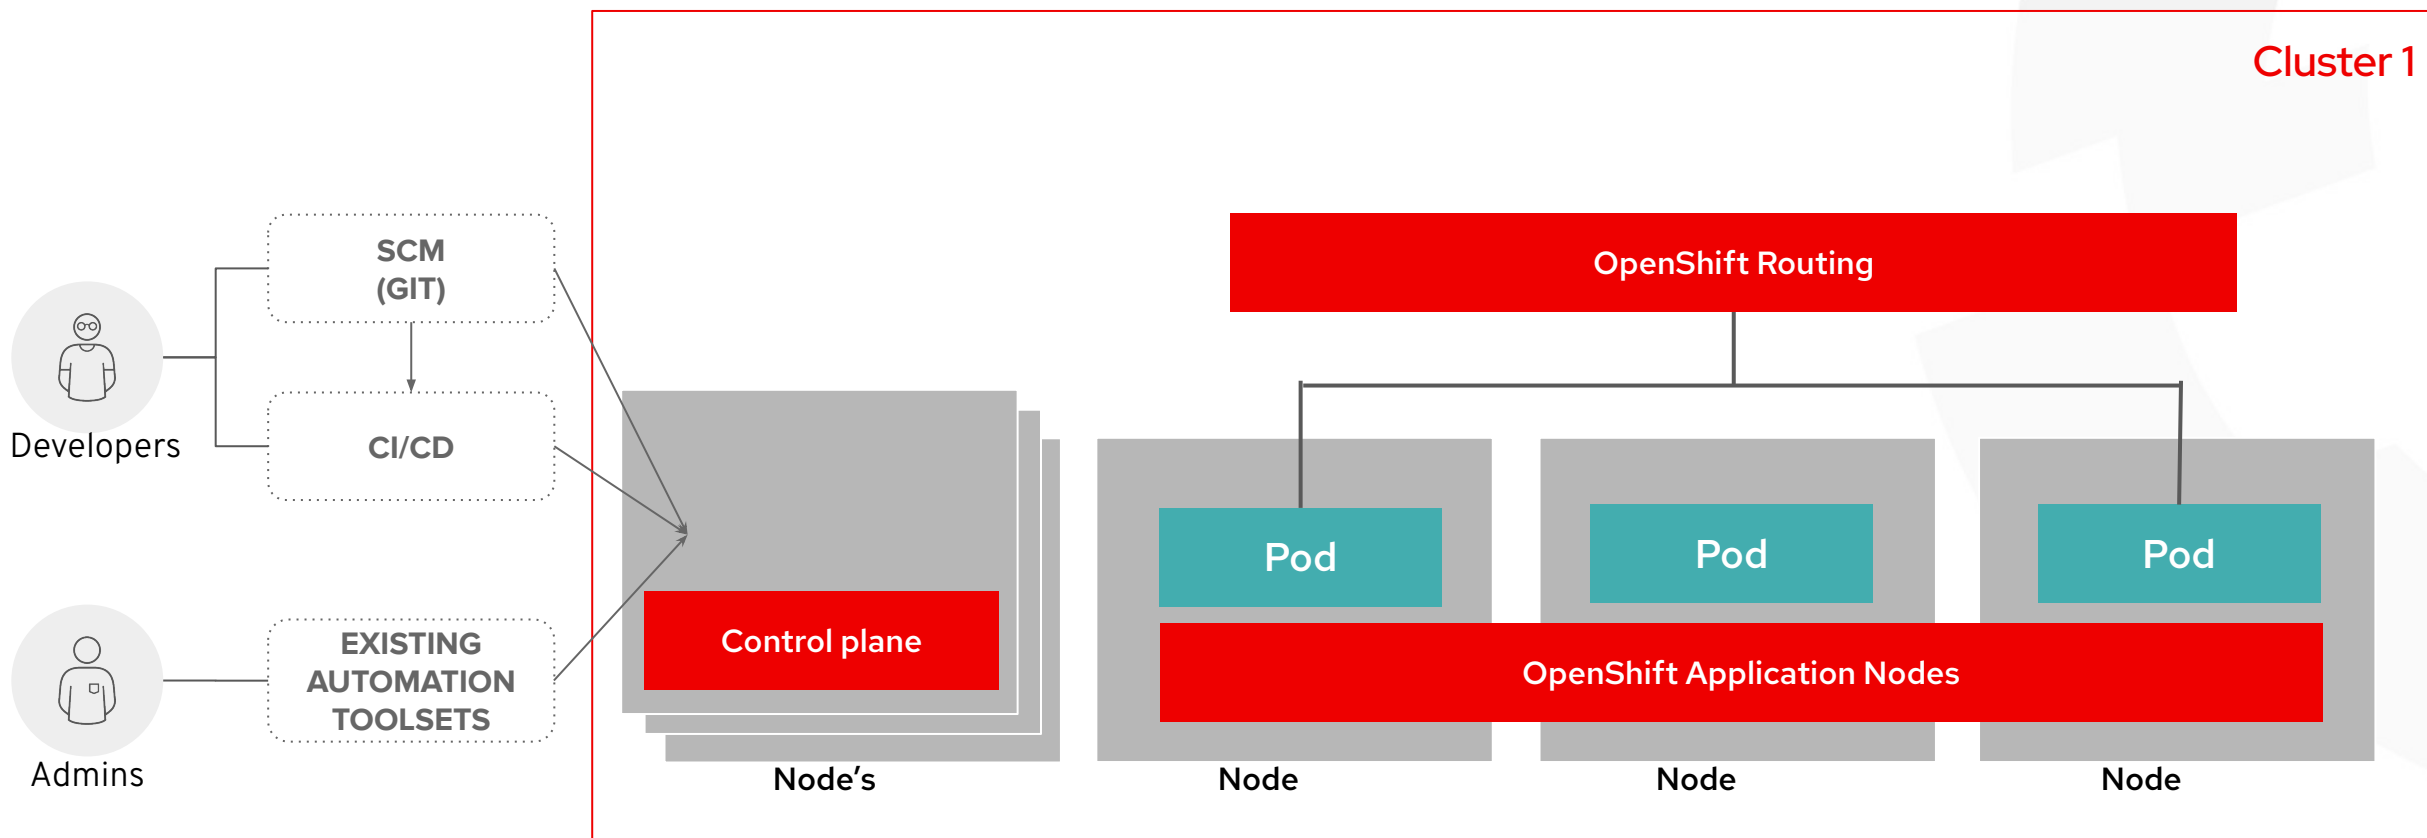 Cluster 1
SCM
(GIT)
OpenShift Routing
Developers
CI/CD
Pod
Pod
Pod
EXISTING
AUTOMATION
TOOLSETS
Control plane
OpenShift Application Nodes
Admins
Node’s
Node
Node
Node